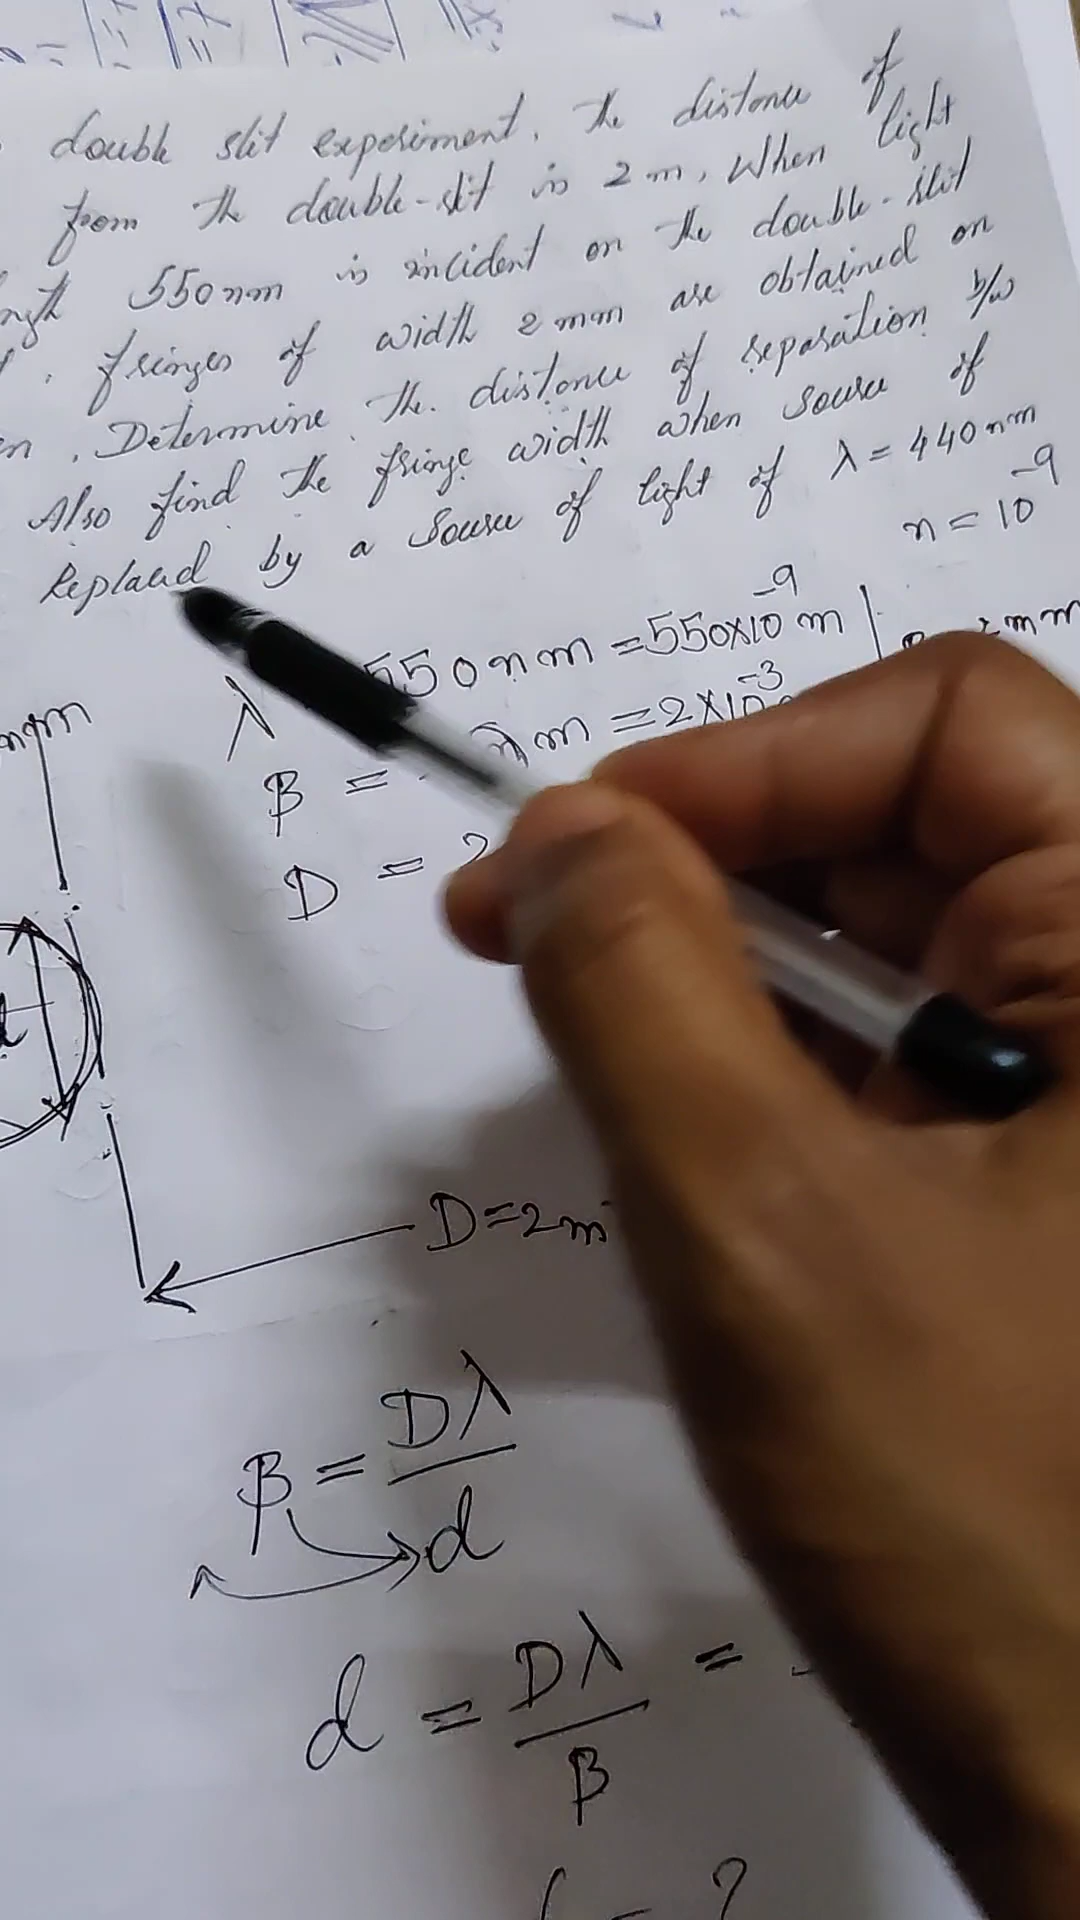 double slit experiment. The distance of
from the double-slit is 2 m, When light
550 nm is incident on the double-slit
fringes of width 2 mm are obtained on
Determine the distance of separation b/w
Also find the fringe width when source of
Replaced by a source of light of λ = 440 nm
n = 10⁻⁹
λ 550 nm = 550×10⁻⁹ m
β = m = 2×10⁻³
D = 2
d
D = 2 m
β = Dλ/d
d = Dλ/β =
= ?